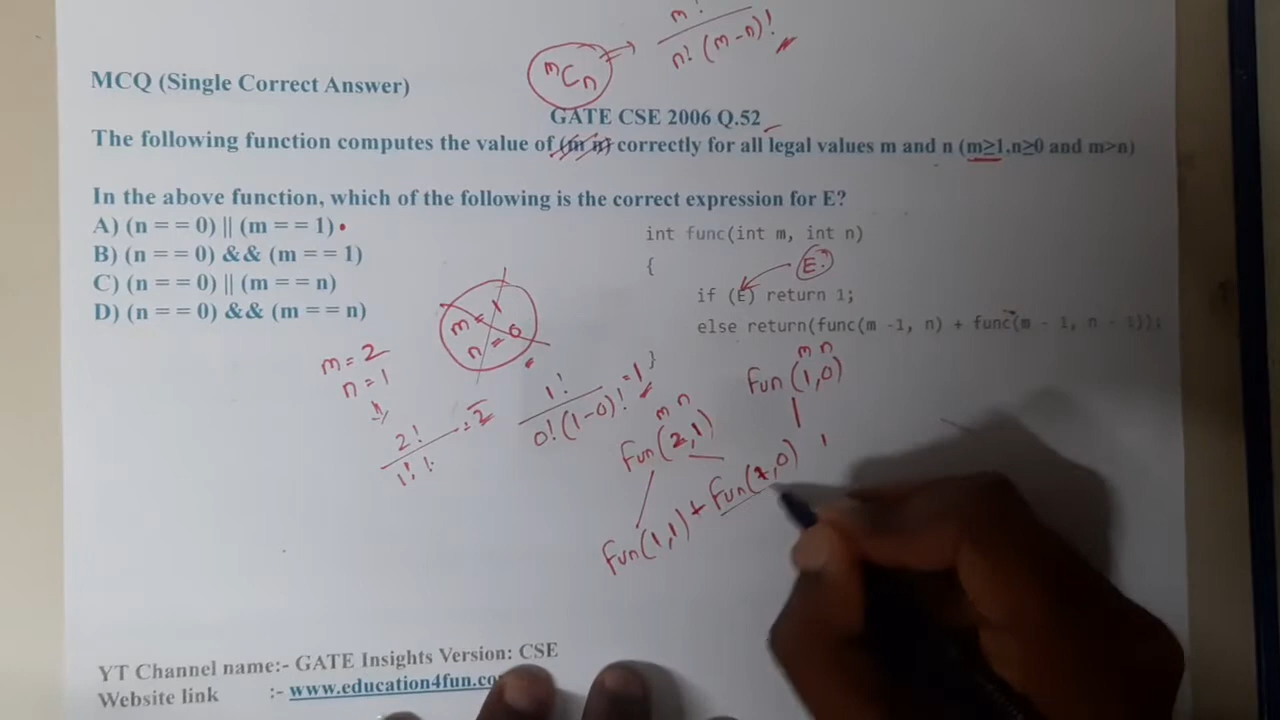 m!
n! (m-n)!
mCn
MCQ (Single Correct Answer)
GATE CSE 2006 Q.52
The following function computes the value of (m n) correctly for all legal values m and n (m≥1,n≥0 and m>n)
In the above function, which of the following is the correct expression for E?
A) (n = = 0) || (m = = 1)
B) (n = = 0) && (m = = 1)
C) (n = = 0) || (m = = n)
D) (n = = 0) && (m = = n)
int func(int m, int n)
{
E?
if (E) return 1;
else return(func(m -1, n) + func(m - 1, n - 1));
}
m = 1
n = 0
m = 2
n = 1
2!
1! 1. = 2
1!
0! (1-0)! = 1
m n
Fun (1,0)
1
m n
Fun (2,1)
Fun (1,1) + Fun(1,0)
YT Channel name:- GATE Insights Version: CSE
Website link :- www.education4fun.co